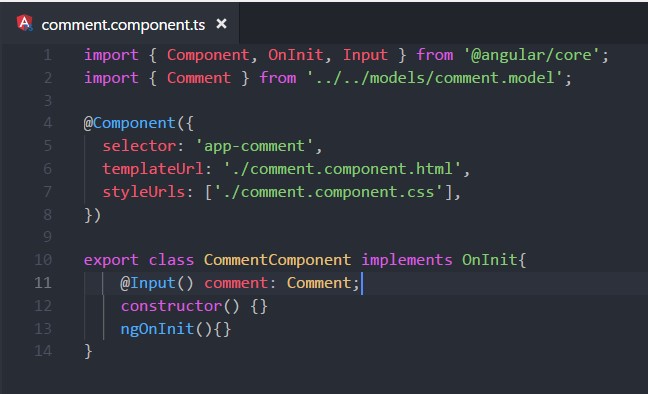 comment.component.ts ×
1 import { Component, OnInit, Input } from '@angular/core';
2 import { Comment } from '../../models/comment.model';
3
4 @Component({
5   selector: 'app-comment',
6   templateUrl: './comment.component.html',
7   styleUrls: ['./comment.component.css'],
8 })
9
10 export class CommentComponent implements OnInit{
11     @Input() comment: Comment;
12     constructor() {}
13     ngOnInit(){}
14 }